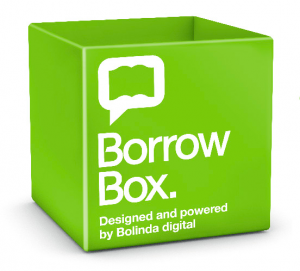 Borrow
Box.
Designed and powered
by Bolinda digital